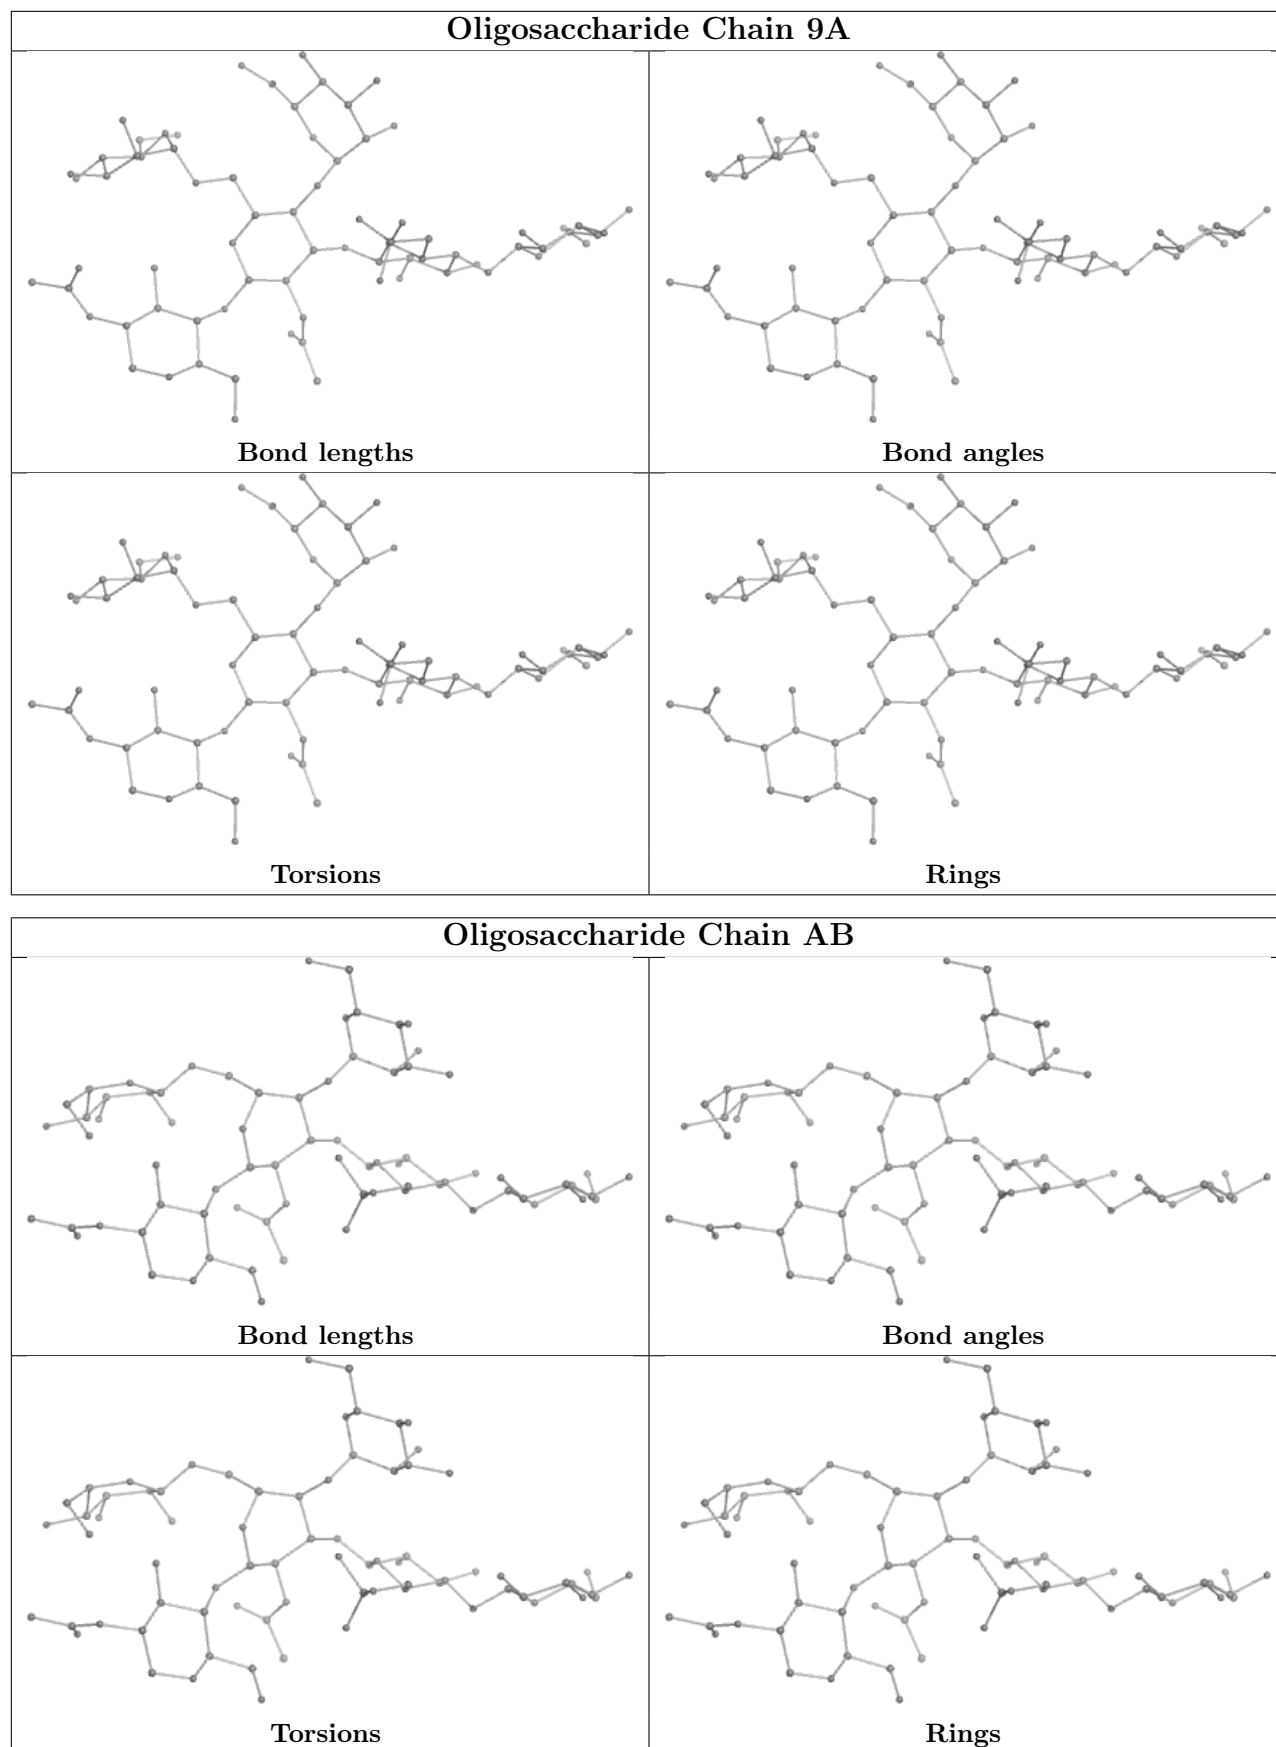 Oligosaccharide Chain 9A
Bond lengths
Bond angles
Torsions
Rings
Oligosaccharide Chain AB
Bond lengths
Bond angles
Torsions
Rings